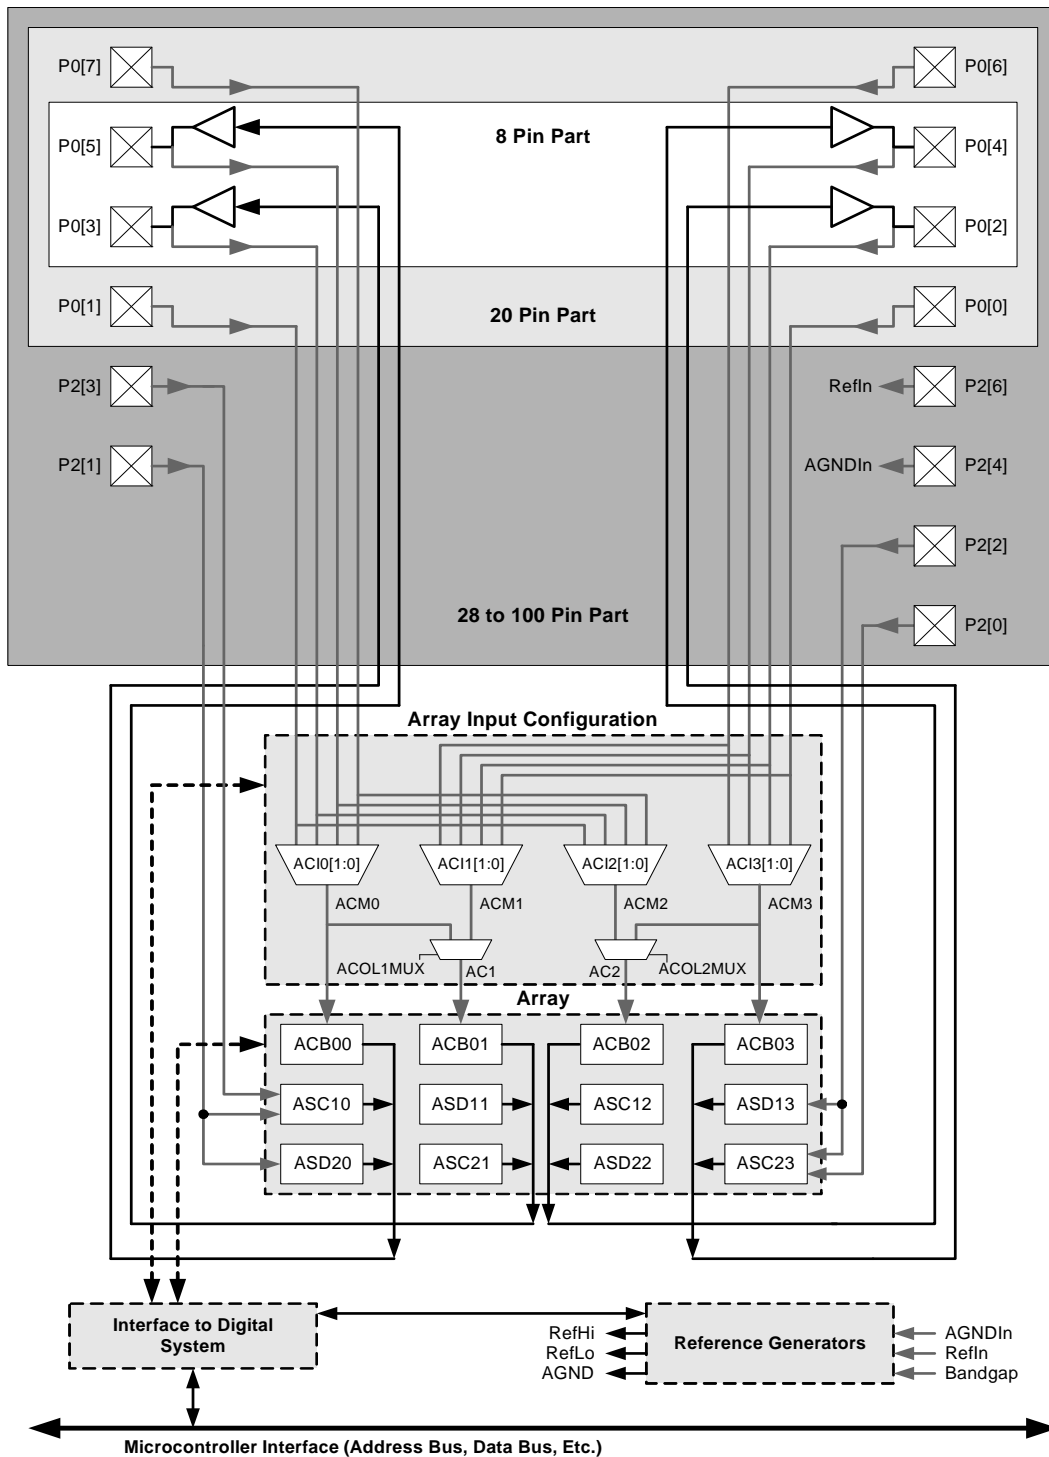 P0[7]
P0[6]
8 Pin Part
P0[5]
P0[4]
P0[3]
P0[2]
P0[1]
20 Pin Part
P0[0]
P2[3]
RefIn
P2[6]
P2[1]
AGNDIn
P2[4]
P2[2]
28 to 100 Pin Part
P2[0]
Array Input Configuration
ACI0[1:0]
ACI1[1:0]
ACI2[1:0]
ACI3[1:0]
ACM0
ACM1
ACM2
ACM3
ACOL1MUX
AC1
AC2
ACOL2MUX
Array
ACB00
ACB01
ACB02
ACB03
ASC10
ASD11
ASC12
ASD13
ASD20
ASC21
ASD22
ASC23
Interface to Digital
System
RefHi
RefLo
AGND
Reference Generators
AGNDIn
RefIn
Bandgap
Microcontroller Interface (Address Bus, Data Bus, Etc.)